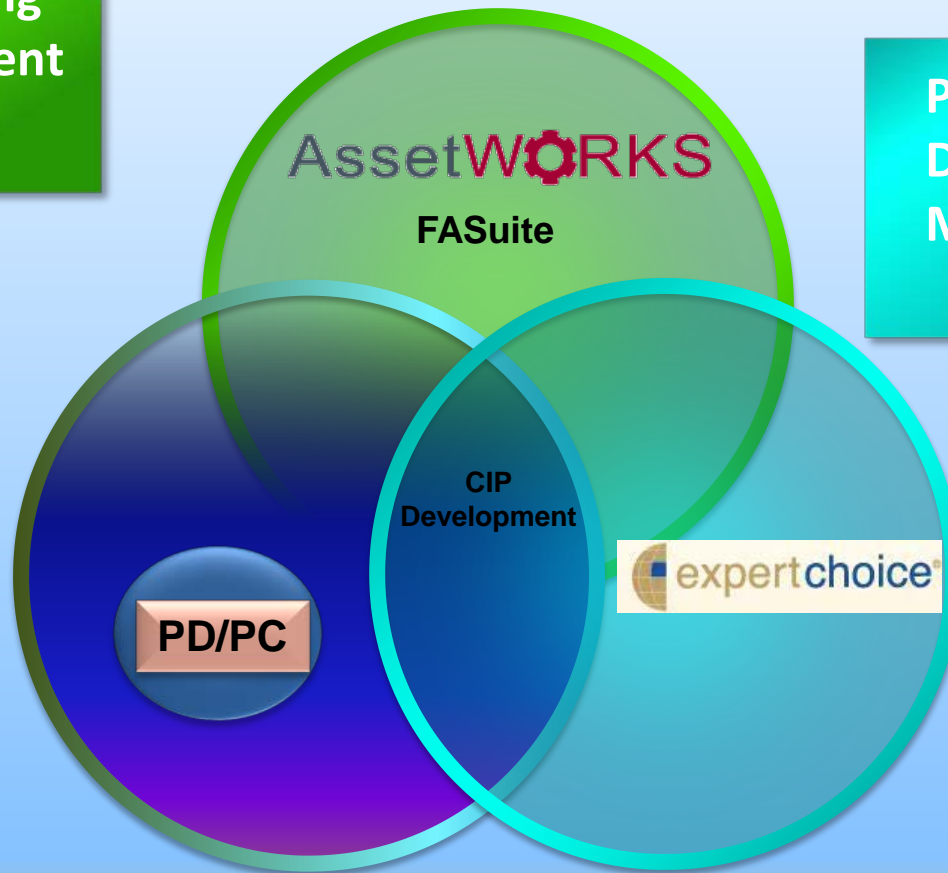 ent
AssetWORKS
FASuite
P
D
M
CIP
Development
expertchoice®
PD/PC